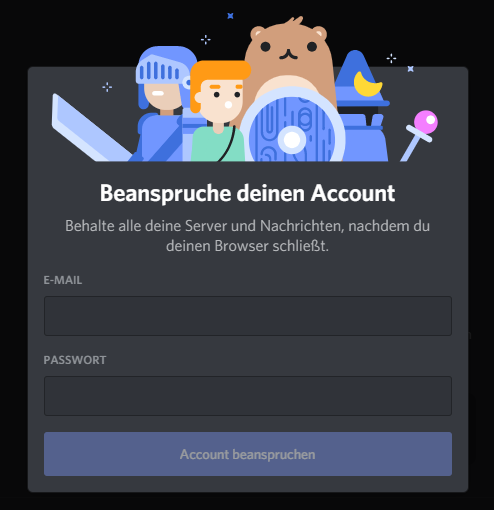 Beanspruche deinen Account
Behalte alle deine Server und Nachrichten, nachdem du
deinen Browser schließt.
E-MAIL
PASSWORT
Account beanspruchen